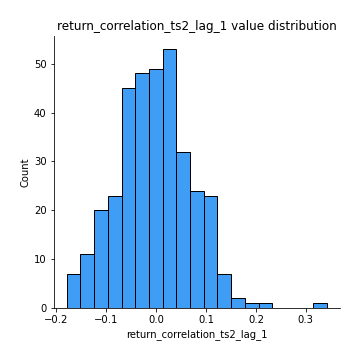 return_correlation_ts2_lag_1 value distribution
50
40
30
20
10
0
Count
−0.2 −0.1 0.0 0.1 0.2 0.3
return_correlation_ts2_lag_1